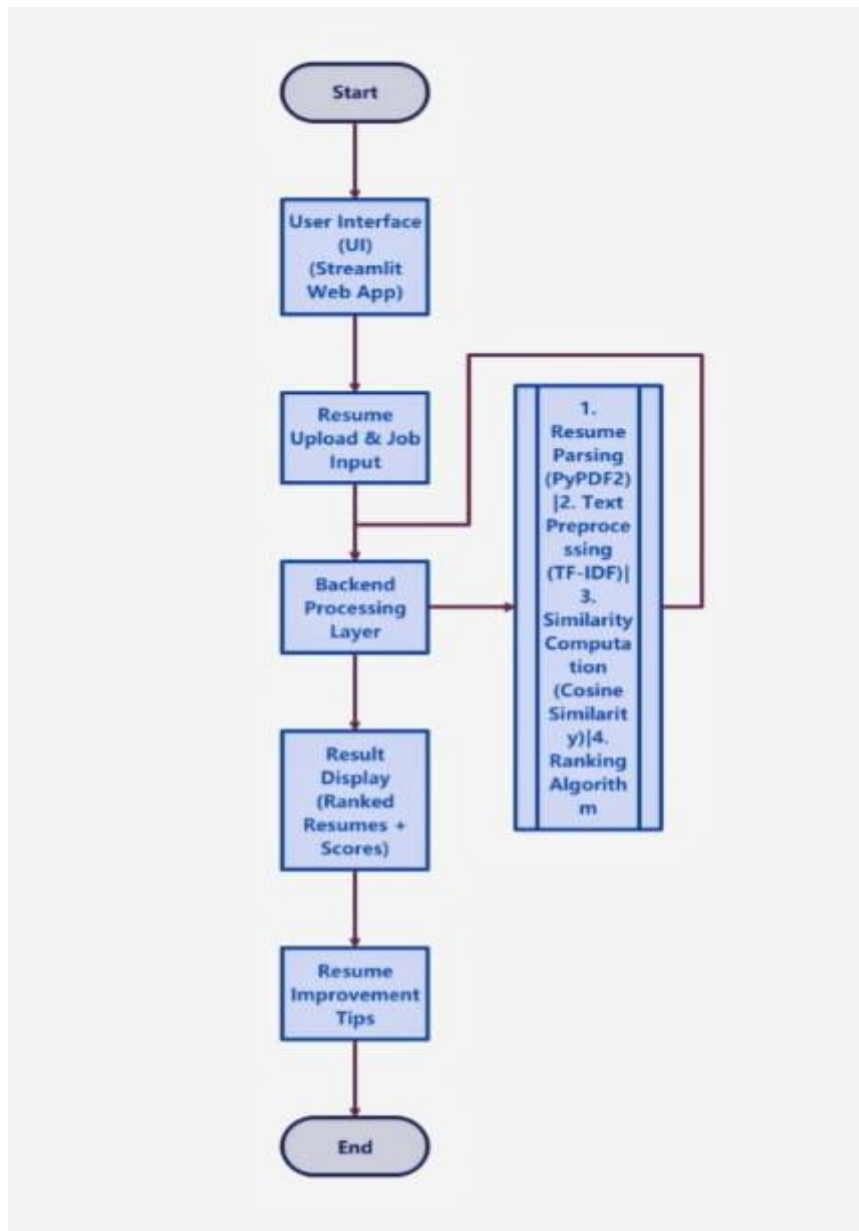 Start
User Interface
(UI)
(Streamlit
Web App)
Resume
Upload & Job
Input
Backend
Processing
Layer
1.
Resume
Parsing
(PyPDF2)
|2. Text
Preproce
ssing
(TF-IDF)|
3.
Similarity
Computa
tion
(Cosine
Similarit
y)|4.
Ranking
Algorith
m
Result
Display
(Ranked
Resumes +
Scores)
Resume
Improvement
Tips
End